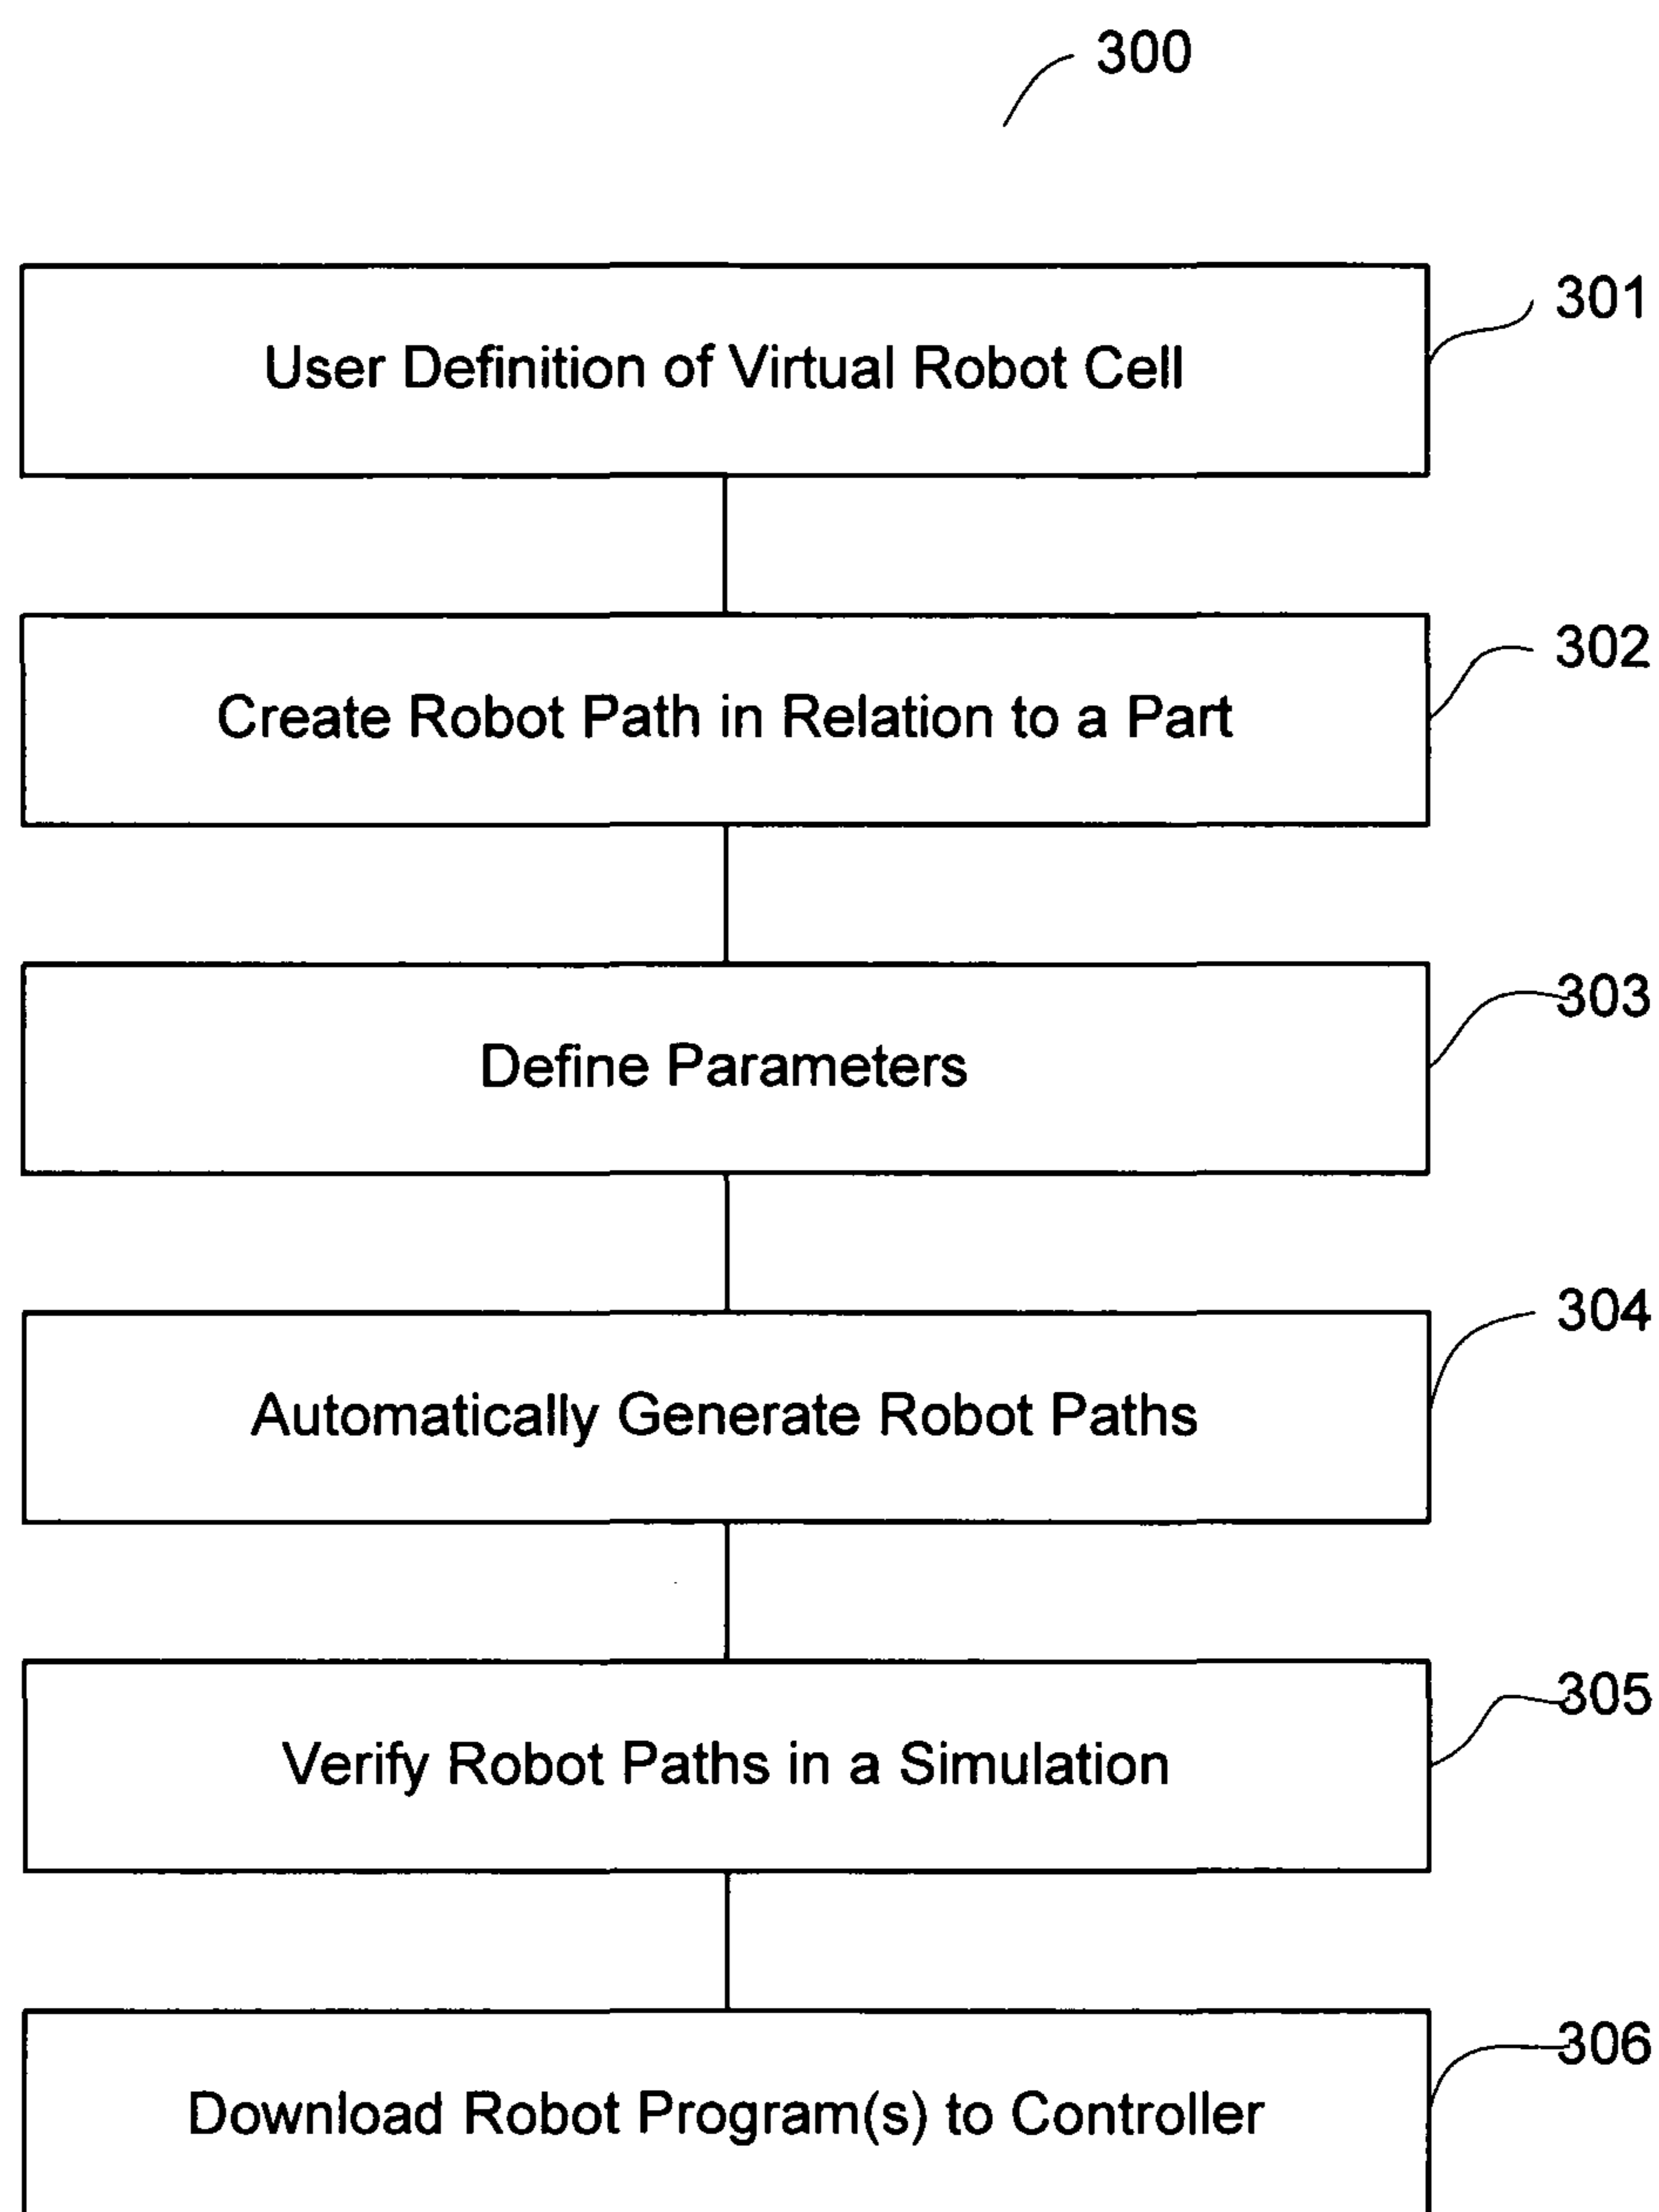 300
301
User Definition of Virtual Robot Cell
302
Create Robot Path in Relation to a Part
303
Define Parameters
304
Automatically Generate Robot Paths
305
Verify Robot Paths in a Simulation
306
Download Robot Program(s) to Controller